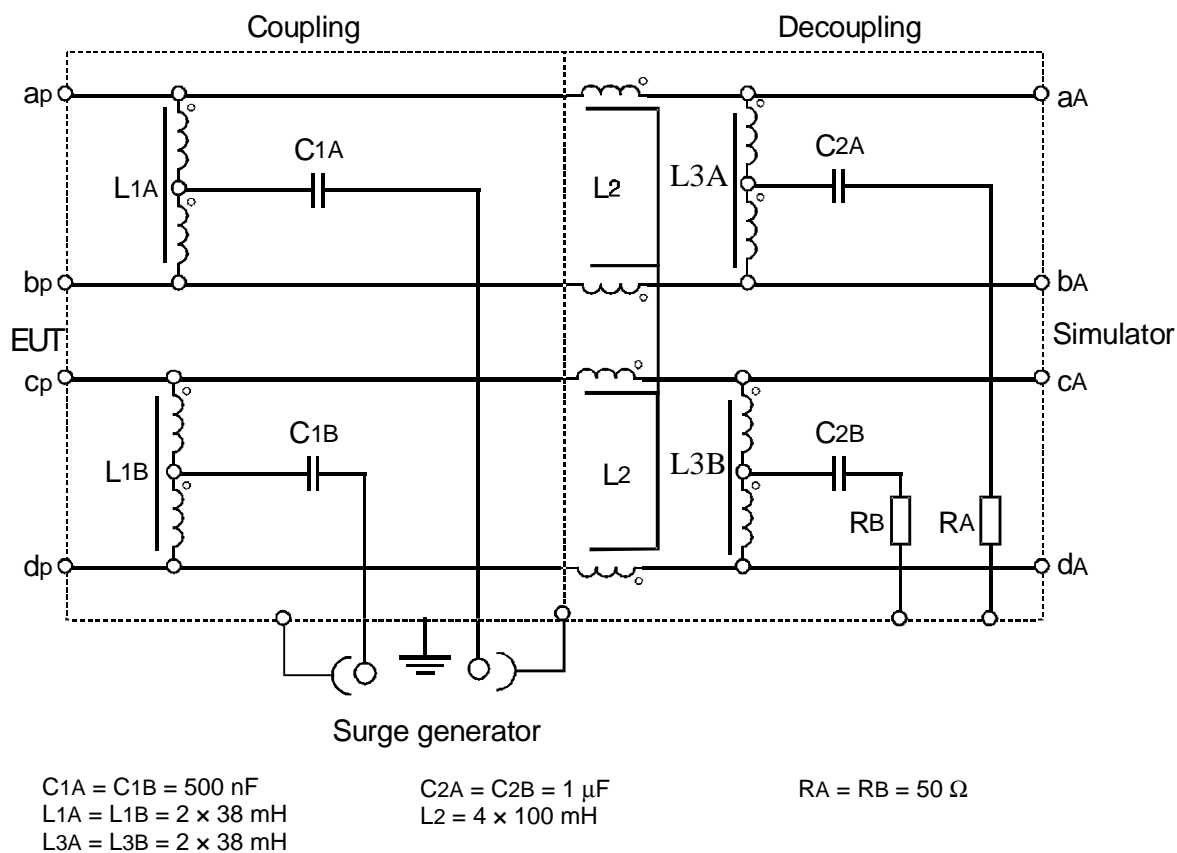 Coupling
Decoupling
ap
aA
C1A
C2A
L1A
L2
L3A
bp
bA
EUT
Simulator
cp
cA
C1B
C2B
L1B
L2
L3B
RB
RA
dp
dA
Surge generator
C1A = C1B = 500 nF
L1A = L1B = 2 × 38 mH
L3A = L3B = 2 × 38 mH
C2A = C2B = 1 μF
L2 = 4 × 100 mH
RA = RB = 50 Ω